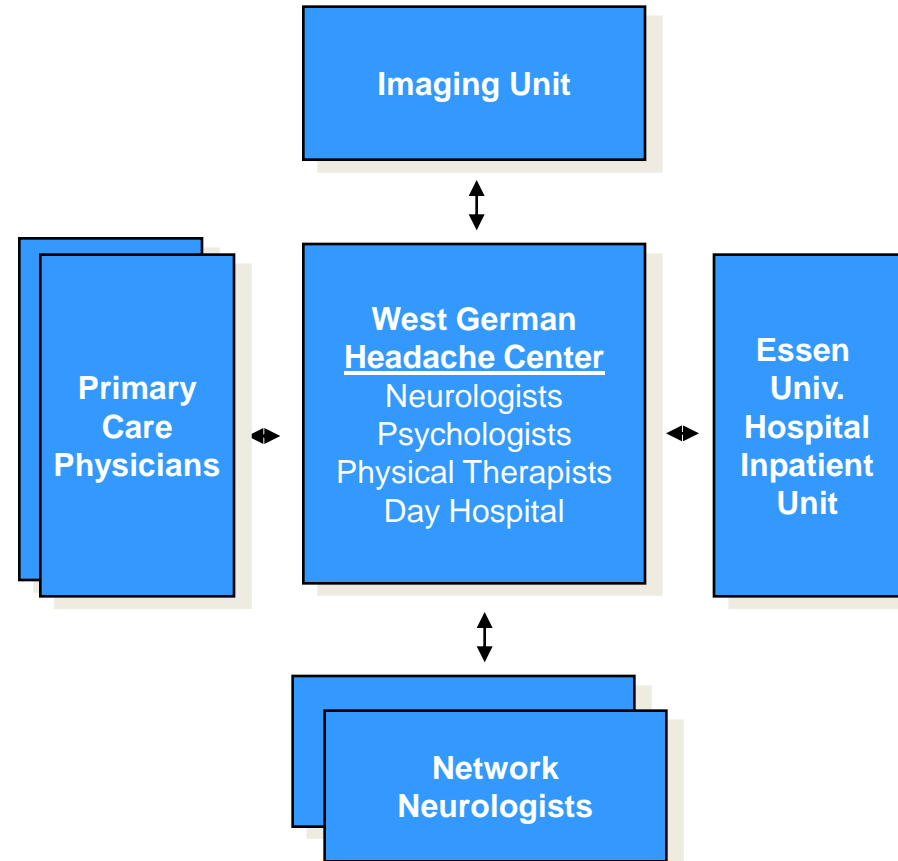 Imaging Unit
West German
Headache Center
Neurologists
Psychologists
Physical Therapists
Day Hospital
Primary
Care
Physicians
Essen
Univ.
Hospital
Inpatient
Unit
Network
Neurologists